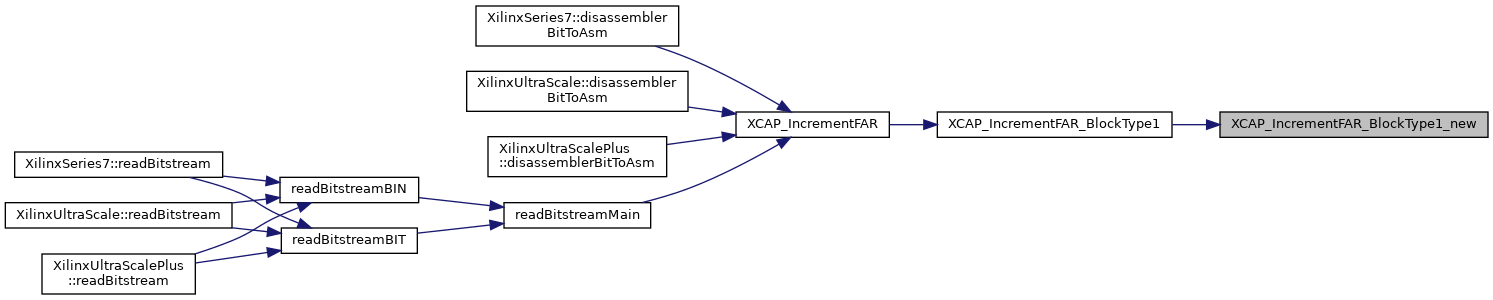 XilinxSeries7::disassembler
BitToAsm
XilinxUltraScale::disassembler
BitToAsm
XCAP_IncrementFAR
XCAP_IncrementFAR_BlockType1
XCAP_IncrementFAR_BlockType1_new
XilinxUltraScalePlus
::disassemblerBitToAsm
XilinxSeries7::readBitstream
readBitstreamBIN
XilinxUltraScale::readBitstream
readBitstreamMain
readBitstreamBIT
XilinxUltraScalePlus
::readBitstream